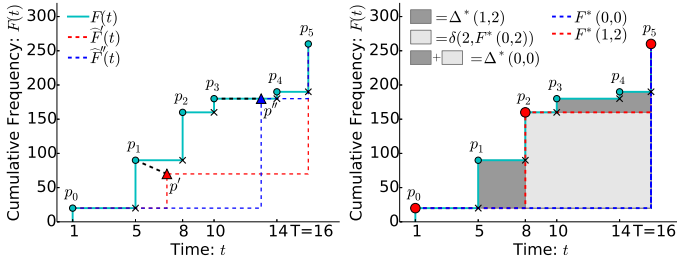 Cumulative Frequency: F(t)
300
250
200
150
100
50
0
F(t)
F̃′(t)
F̃″(t)
p₀
p₁
p₂
p₃
p₄
p₅
p′
p″
1 5 8 10 14 T=16
Time: t
Cumulative Frequency: F(t)
300
250
200
150
100
50
0
=Δ*(1,2)
=δ(2,F*(0,2))
+ =Δ*(0,0)
F*(0,0)
F*(1,2)
p₀
p₁
p₂
p₃
p₄
p₅
1 5 8 10 14 T=16
Time: t